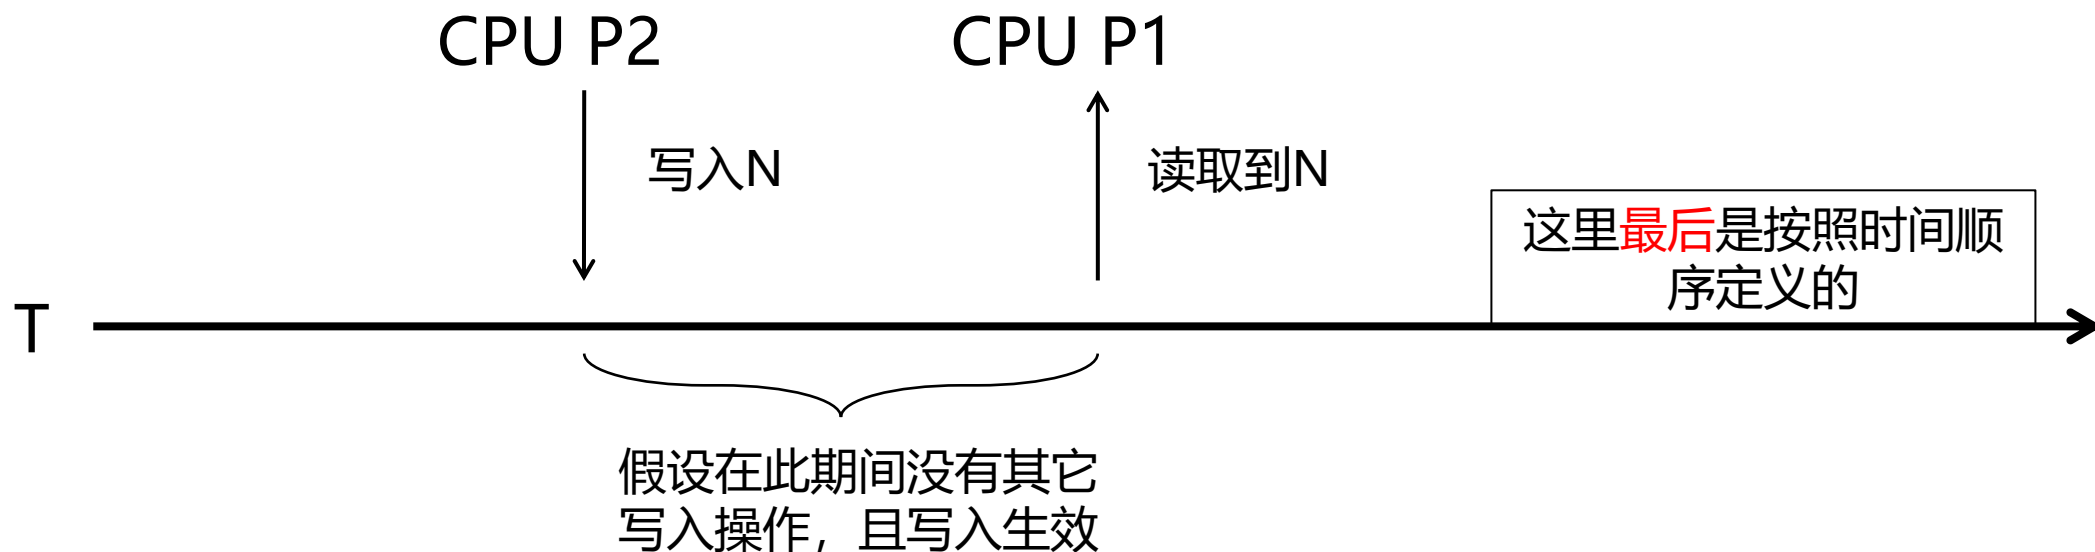 CPU P2
CPU P1
写入N
读取到N
这里最后是按照时间顺
序定义的
T
假设在此期间没有其它
写入操作，且写入生效